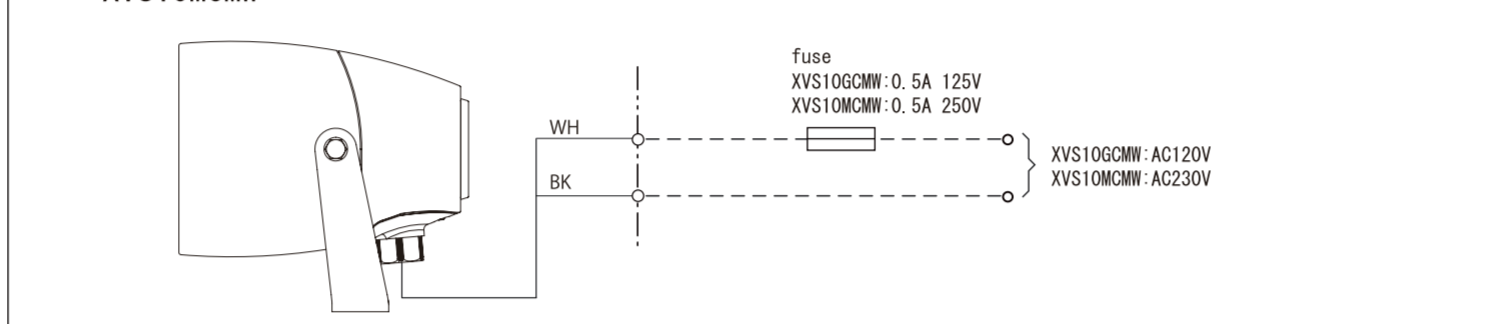 fuse
XVS10GCMW:0.5A 125V
XVS10MCMW:0.5A 250V
WH
BK
XVS10GCMW:AC120V
XVS10MCMW:AC230V